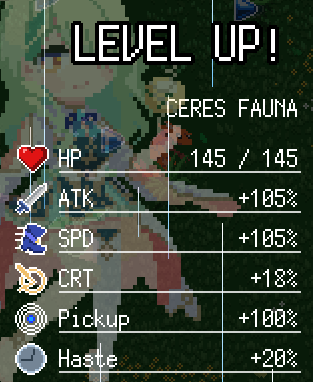 LEVEL UP!
CERES FAUNA
HP 145 / 145
ATK +105%
SPD +105%
CRT +18%
Pickup +100%
Haste +20%